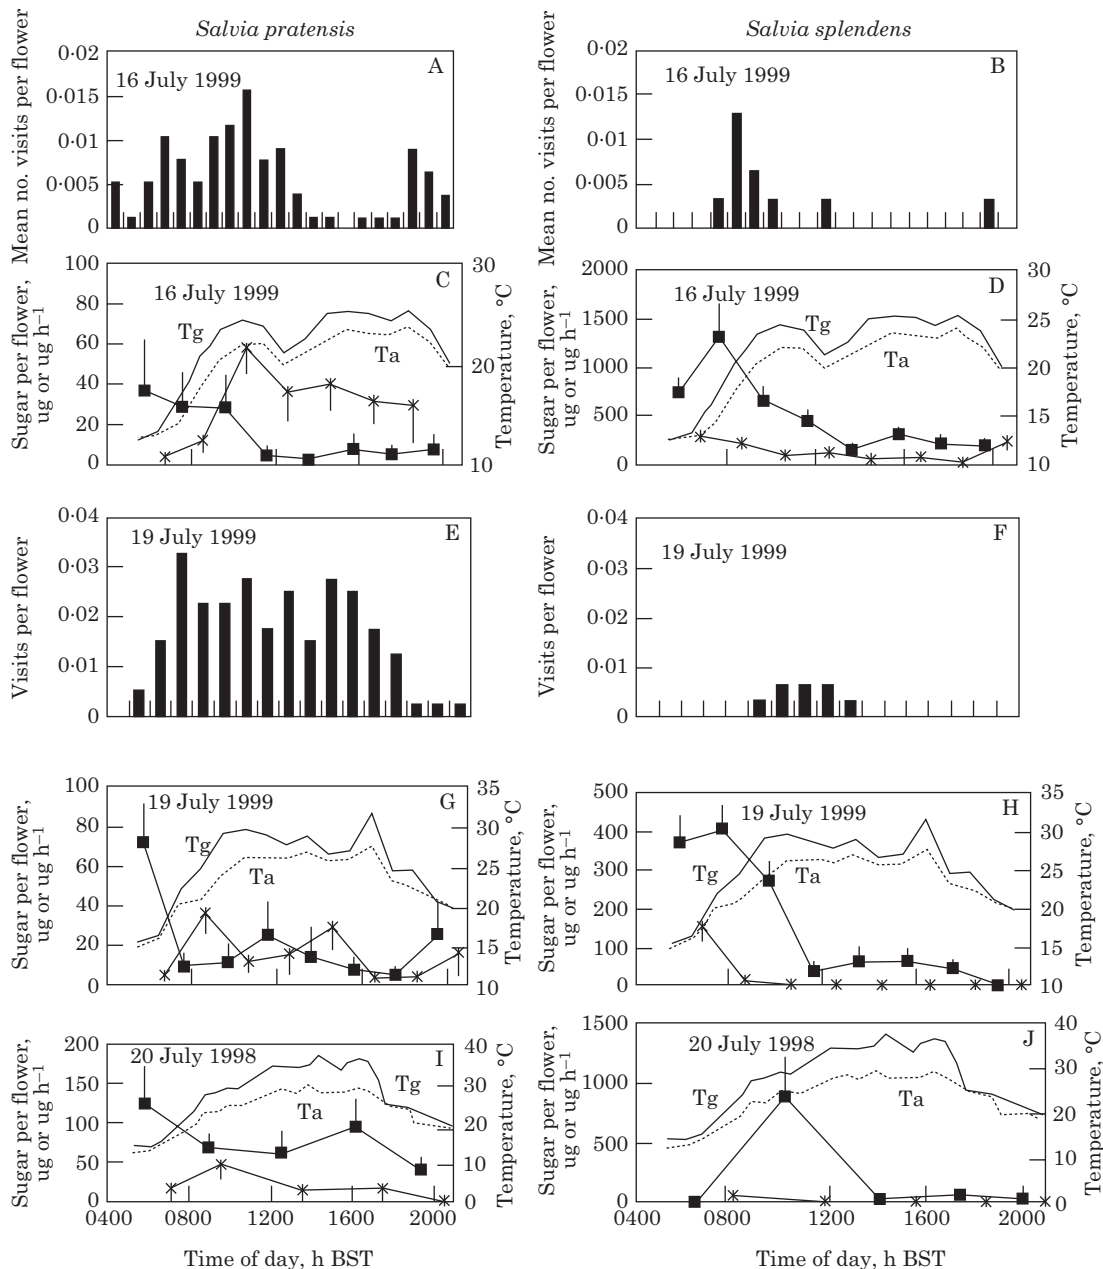 Salvia pratensis
Salvia splendens
Mean no. visits per flower
0·02
0·015
0·01
0·005
0
16 July 1999
A
Mean no. visits per flower
0·02
0·015
0·01
0·005
0
16 July 1999
B
Sugar per flower,
ug or ug h–1
100
80
60
40
20
0
16 July 1999
C
Tg
Ta
30
20
10
Temperature, °C
Sugar per flower,
ug or ug h–1
2000
1500
1000
500
0
16 July 1999
D
Tg
Ta
30
25
20
15
10
Temperature, °C
Visits per flower
0·04
0·03
0·02
0·01
0
19 July 1999
E
Visits per flower
0·04
0·03
0·02
0·01
0
19 July 1999
F
Sugar per flower,
ug or ug h–1
100
80
60
40
20
0
19 July 1999
G
Tg
Ta
35
30
25
20
15
10
Temperature, °C
Sugar per flower,
ug or ug h–1
500
400
300
200
100
0
19 July 1999
H
Tg
Ta
35
30
25
20
15
10
Temperature, °C
Sugar per flower,
ug or ug h–1
200
150
100
50
0
20 July 1998
I
Tg
Ta
40
30
20
10
0
Temperature, °C
0400
0800
1200
1600
2000
Time of day, h BST
Sugar per flower,
ug or ug h–1
1500
1000
500
0
20 July 1998
J
Tg
Ta
40
30
20
10
0
Temperature, °C
0400
0800
1200
1600
2000
Time of day, h BST